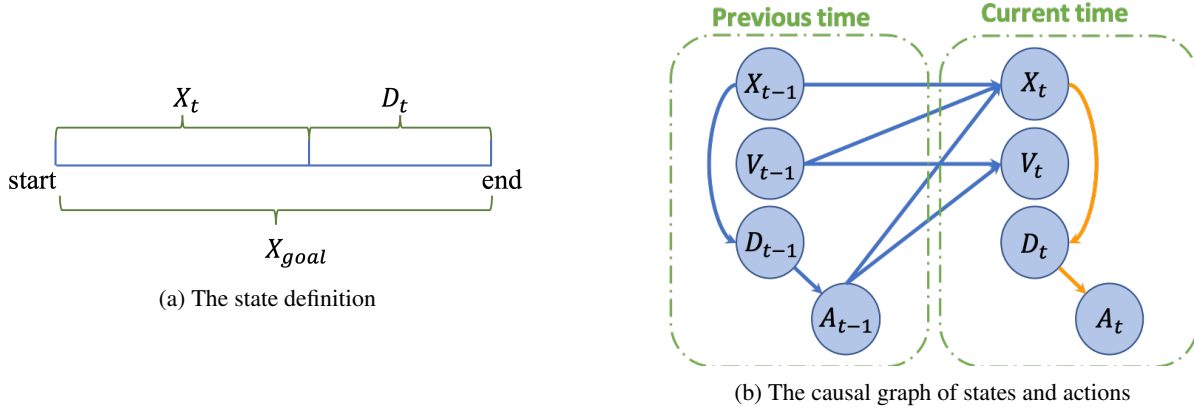 X_t D_t
start end
X_goal
(a) The state definition
Previous time Current time
X_{t-1} X_t
V_{t-1} V_t
D_{t-1} D_t
A_{t-1} A_t
(b) The causal graph of states and actions